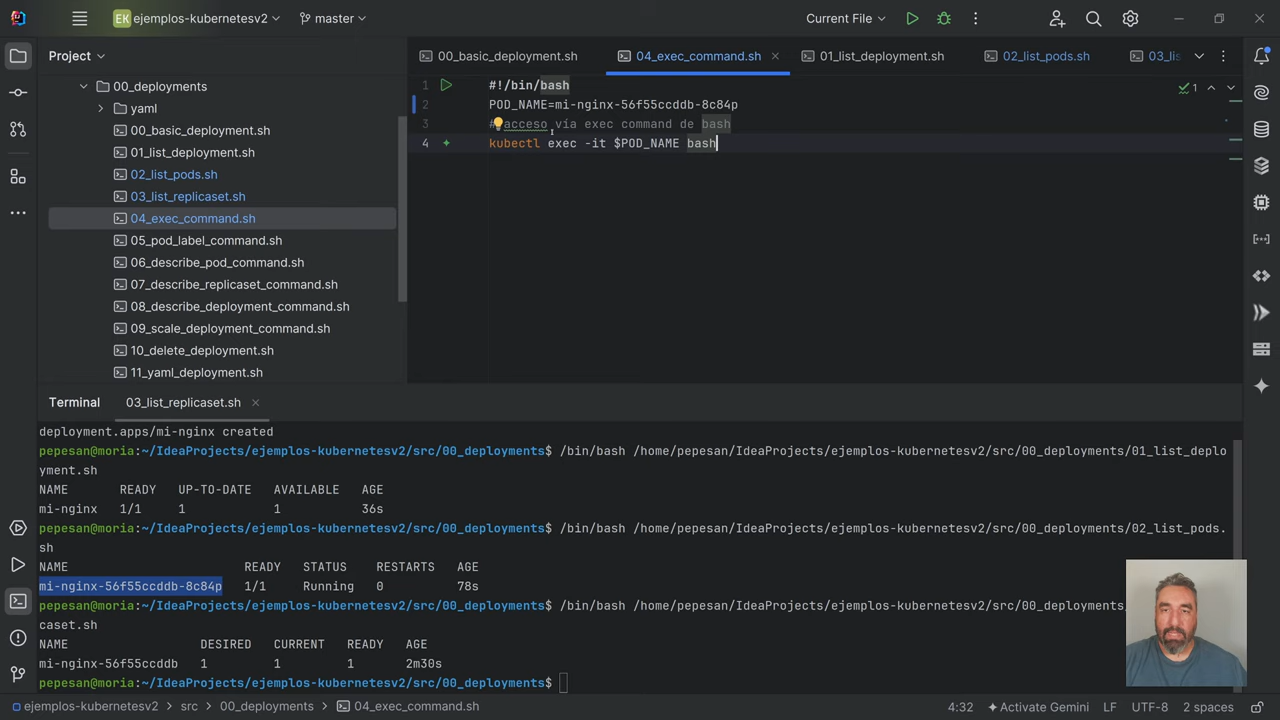 EK ejemplos-kubernetesv2 master Current File
Project
00_basic_deployment.sh 04_exec_command.sh 01_list_deployment.sh 02_list_pods.sh 03_lis
00_deployments
yaml
00_basic_deployment.sh
01_list_deployment.sh
02_list_pods.sh
03_list_replicaset.sh
04_exec_command.sh
05_pod_label_command.sh
06_describe_pod_command.sh
07_describe_replicaset_command.sh
08_describe_deployment_command.sh
09_scale_deployment_command.sh
10_delete_deployment.sh
11_yaml_deployment.sh
1 #!/bin/bash
2 POD_NAME=mi-nginx-56f55ccddb-8c84p
3 # acceso vía exec command de bash
4 kubectl exec -it $POD_NAME bash
1
Terminal 03_list_replicaset.sh
deployment.apps/mi-nginx created
pepesan@moria:~/IdeaProjects/ejemplos-kubernetesv2/src/00_deployments$ /bin/bash /home/pepesan/IdeaProjects/ejemplos-kubernetesv2/src/00_deployments/01_list_deplo
yment.sh
NAME READY UP-TO-DATE AVAILABLE AGE
mi-nginx 1/1 1 1 36s
pepesan@moria:~/IdeaProjects/ejemplos-kubernetesv2/src/00_deployments$ /bin/bash /home/pepesan/IdeaProjects/ejemplos-kubernetesv2/src/00_deployments/02_list_pods.
sh
NAME READY STATUS RESTARTS AGE
mi-nginx-56f55ccddb-8c84p 1/1 Running 0 78s
pepesan@moria:~/IdeaProjects/ejemplos-kubernetesv2/src/00_deployments$ /bin/bash /home/pepesan/IdeaProjects/ejemplos-kubernetesv2/src/00_deployments/
caset.sh
NAME DESIRED CURRENT READY AGE
mi-nginx-56f55ccddb 1 1 1 2m30s
pepesan@moria:~/IdeaProjects/ejemplos-kubernetesv2/src/00_deployments$
ejemplos-kubernetesv2 src 00_deployments 04_exec_command.sh 4:32 Activate Gemini LF UTF-8 2 spaces